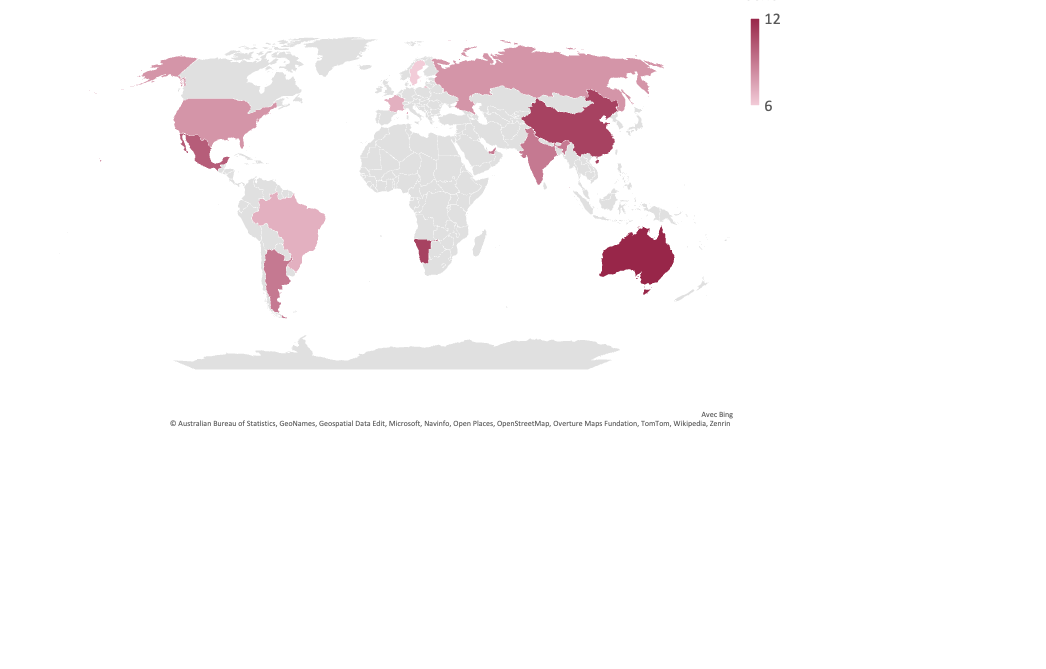 12
6
Avec Bing
© Australian Bureau of Statistics, GeoNames, Geospatial Data Edit, Microsoft, Navinfo, Open Places, OpenStreetMap, Overture Maps Fundation, TomTom, Wikipedia, Zenrin